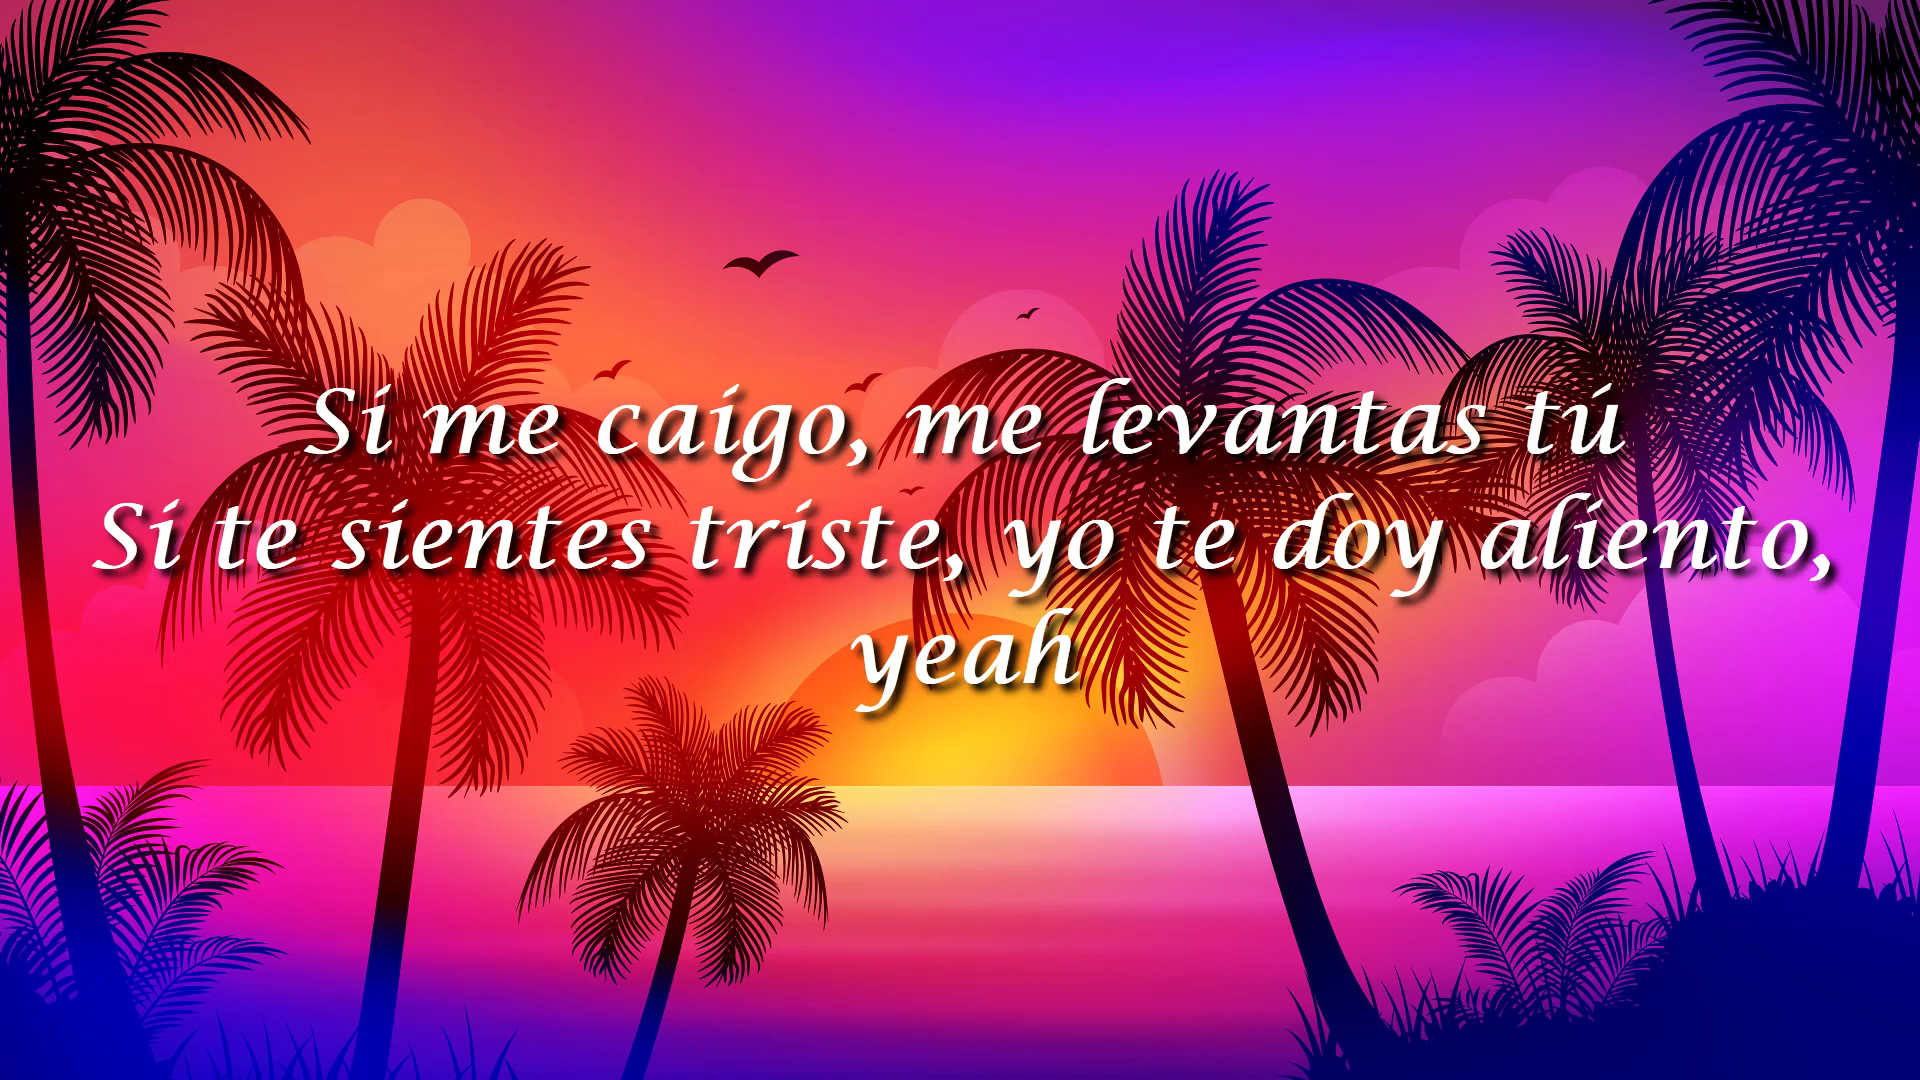 Si me caigo, me levantas tú
Si te sientes triste, yo te doy aliento,
yeah